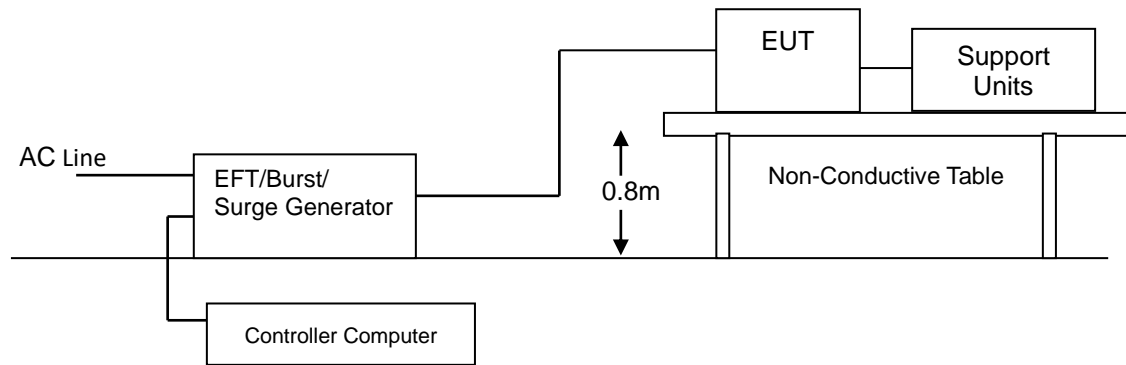 EUT
Support
Units
AC Line
EFT/Burst/
Surge Generator
0.8m
Non-Conductive Table
Controller Computer